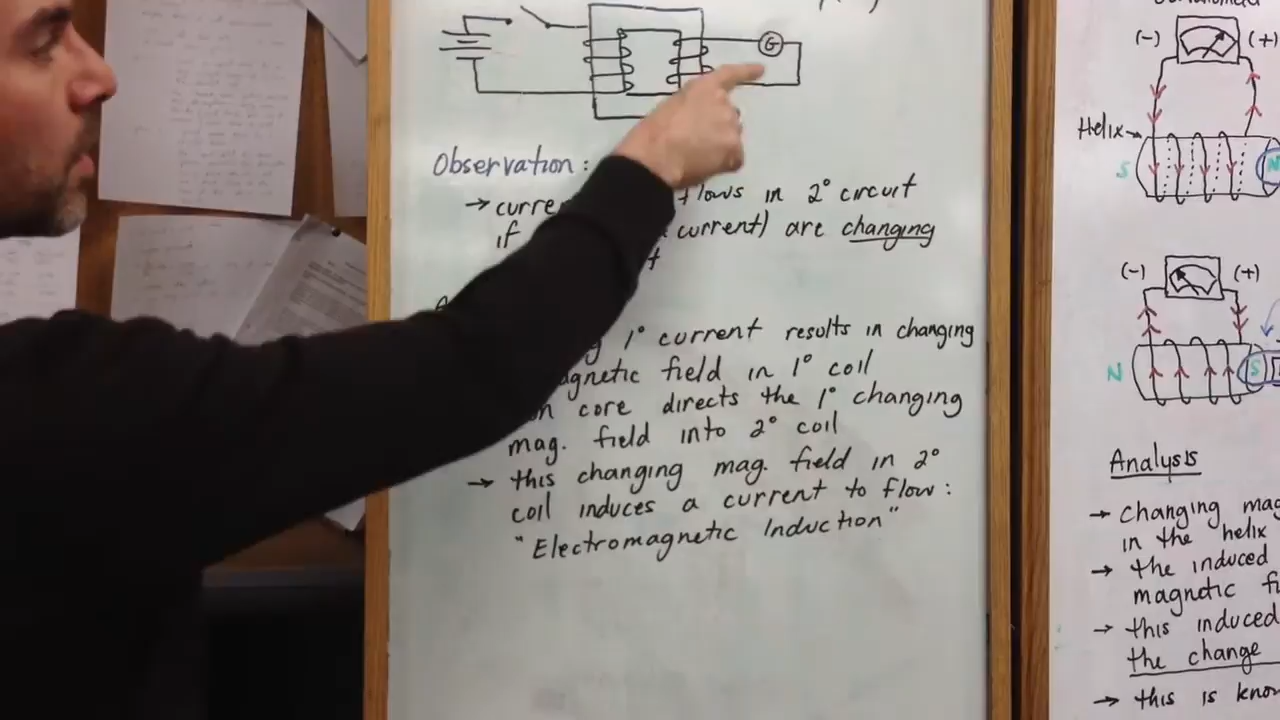 G
Observation:
→ curre flows in 2° circuit
if current) are changing
1° current results in changing
agnetic field in 1° coil
core directs the 1° changing
mag. field into 2° coil
→ this changing mag. field in 2°
coil induces a current to flow:
"Electromagnetic Induction"
(-) (+)
Helix→
S N
(-) (+)
N S
Analysis
→ changing mag
in the helix
→ the induced
magnetic fi
→ this induced
the change
→ this is know